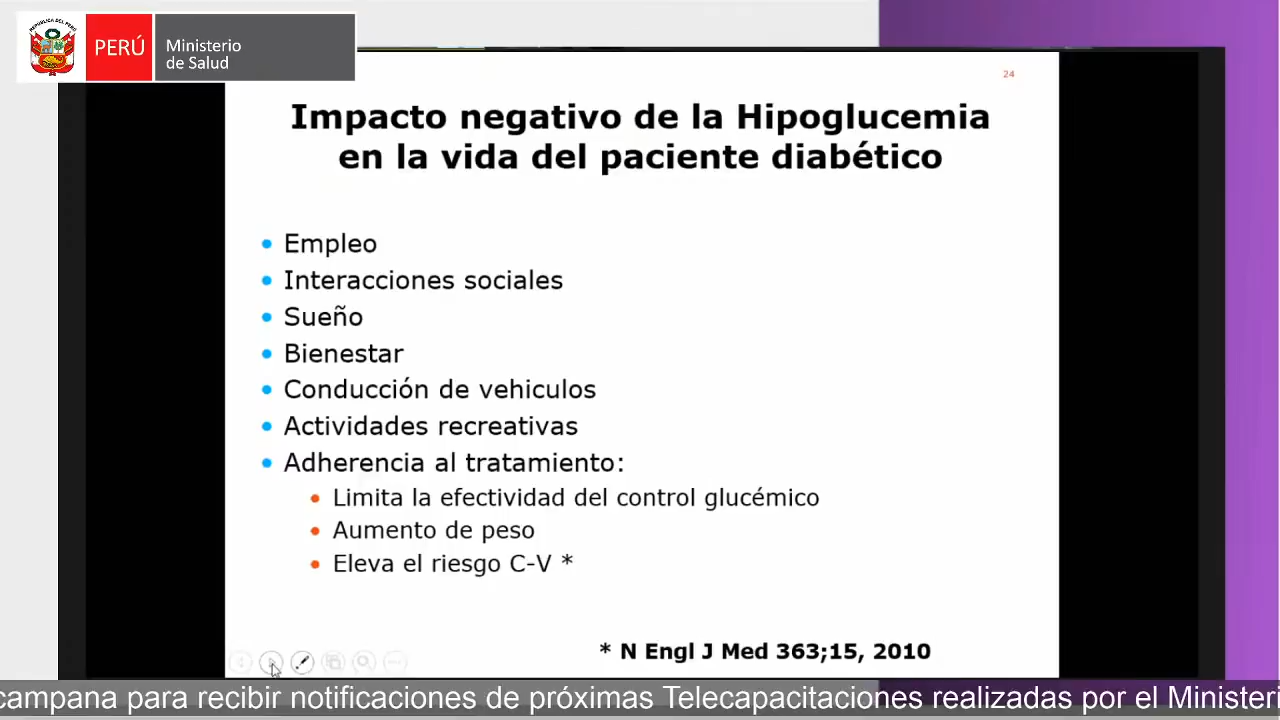 REPÚBLICA DEL PERÚ
PERÚ
Ministerio
de Salud
24
Impacto negativo de la Hipoglucemia
en la vida del paciente diabético
Empleo
Interacciones sociales
Sueño
Bienestar
Conducción de vehiculos
Actividades recreativas
Adherencia al tratamiento:
Limita la efectividad del control glucémico
Aumento de peso
Eleva el riesgo C-V *
* N Engl J Med 363;15, 2010
campana para recibir notificaciones de próximas Telecapacitaciones realizadas por el Ministeri